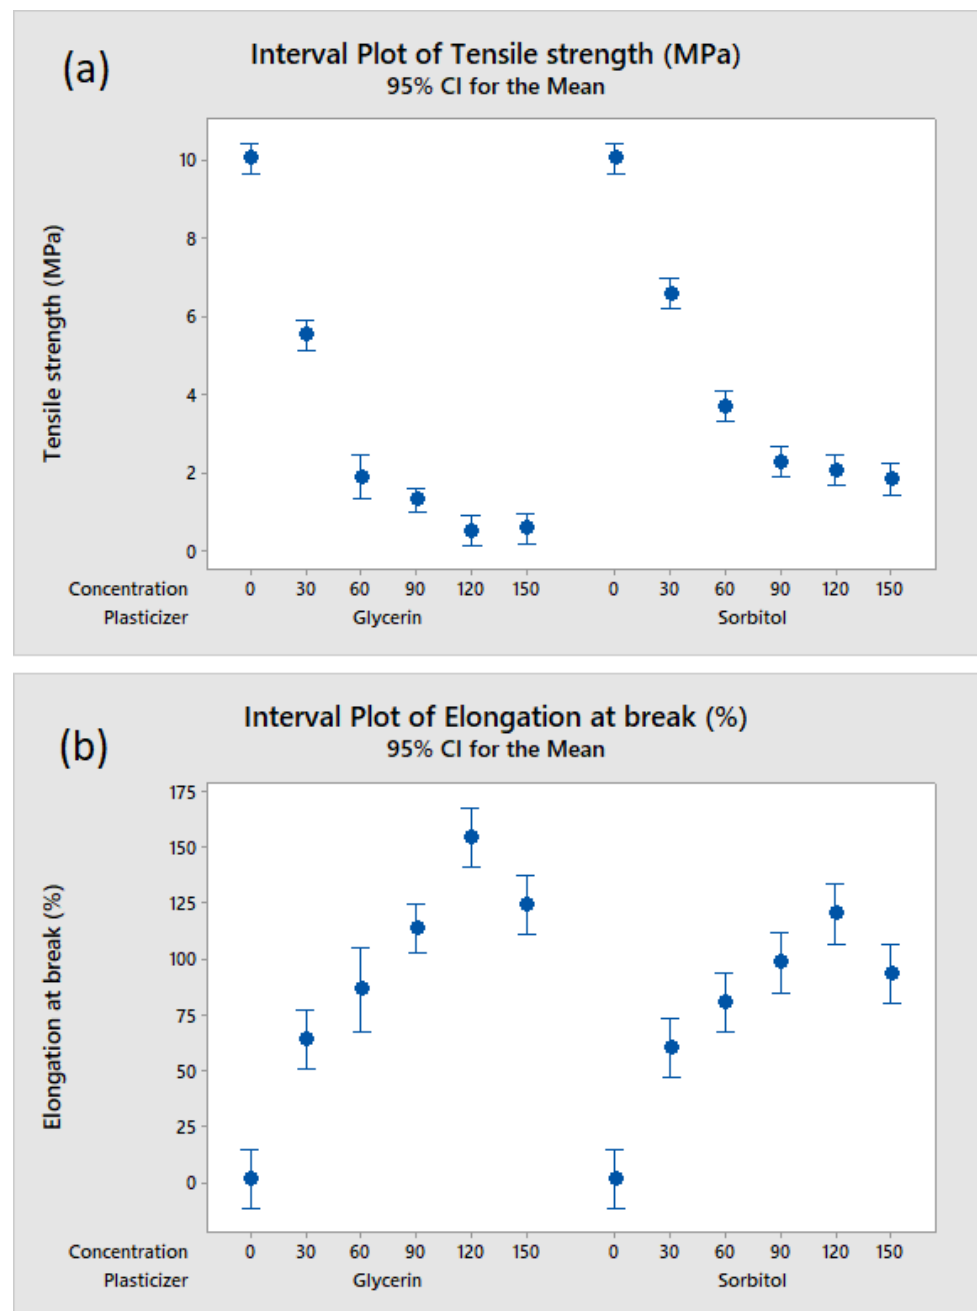 (a)
Interval Plot of Tensile strength (MPa)
95% CI for the Mean
Tensile strength (MPa)
10
8
6
4
2
0
Concentration 0 30 60 90 120 150 0 30 60 90 120 150
Plasticizer Glycerin Sorbitol
(b)
Interval Plot of Elongation at break (%)
95% CI for the Mean
Elongation at break (%)
175
150
125
100
75
50
25
0
Concentration 0 30 60 90 120 150 0 30 60 90 120 150
Plasticizer Glycerin Sorbitol